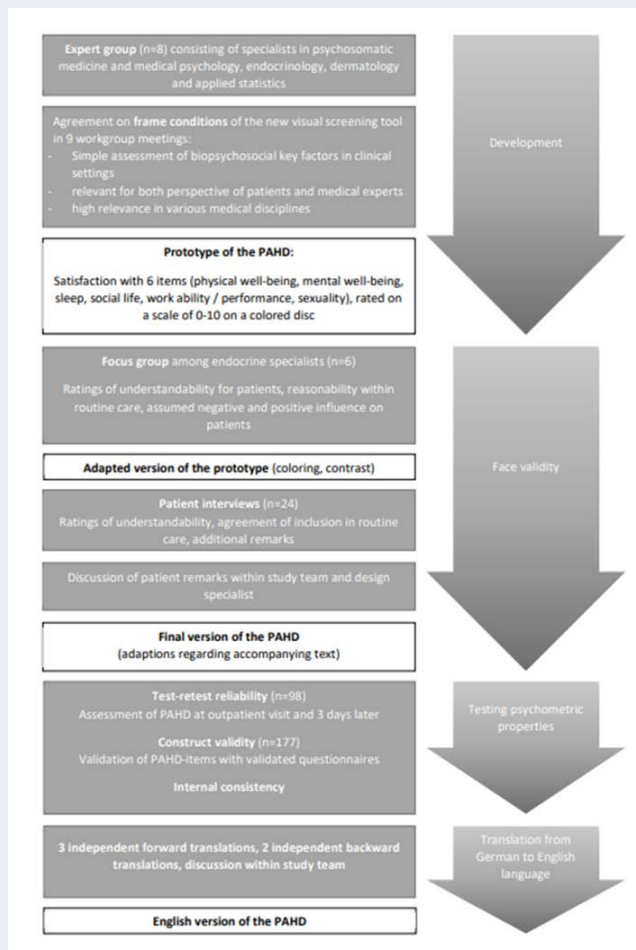 Expert group (n=8) consisting of specialists in psychosomatic
medicine and medical psychology, endocrinology, dermatology
and applied statistics
Agreement on frame conditions of the new visual screening tool
in 9 workgroup meetings:
- Simple assessment of biopsychosocial key factors in clinical
settings
- relevant for both perspective of patients and medical experts
- high relevance in various medical disciplines
Development
Prototype of the PAHD:
Satisfaction with 6 items (physical well-being, mental well-being,
sleep, social life, work ability / performance, sexuality), rated on
a scale of 0-10 on a colored disc
Focus group among endocrine specialists (n=6)
Ratings of understandability for patients, reasonability within
routine care, assumed negative and positive influence on
patients
Adapted version of the prototype (coloring, contrast)
Face validity
Patient interviews (n=24)
Ratings of understandability, agreement of inclusion in routine
care, additional remarks
Discussion of patient remarks within study team and design
specialist
Final version of the PAHD
(adaptions regarding accompanying text)
Test-retest reliability (n=98)
Assessment of PAHD at outpatient visit and 3 days later
Construct validity (n=177)
Validation of PAHD-items with validated questionnaires
Internal consistency
Testing psychometric
properties
3 independent forward translations, 2 independent backward
translations, discussion within study team
Translation from
German to English
language
English version of the PAHD